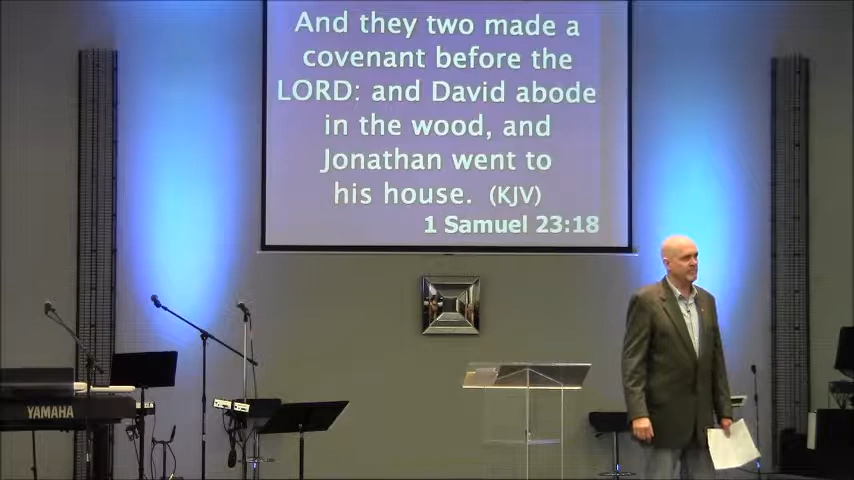 And they two made a
covenant before the
LORD: and David abode
in the wood, and
Jonathan went to
his house. (KJV)
1 Samuel 23:18
YAMAHA